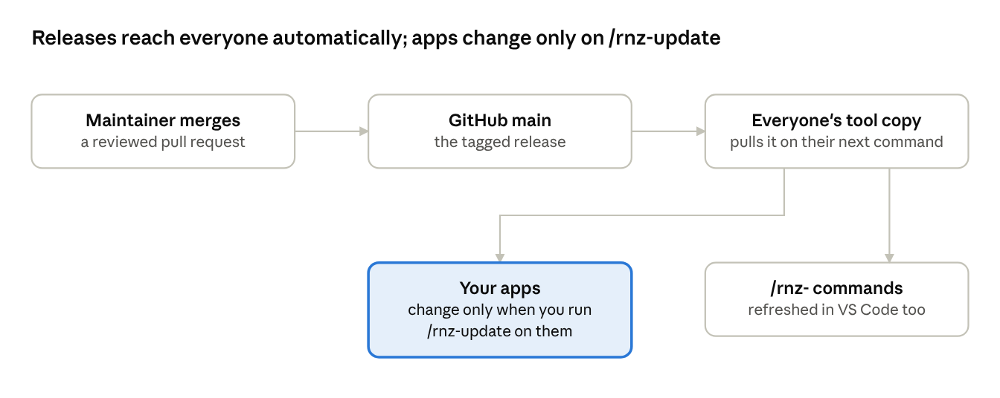 Releases reach everyone automatically; apps change only on /rnz-update
Maintainer merges
a reviewed pull request
GitHub main
the tagged release
Everyone's tool copy
pulls it on their next command
Your apps
change only when you run
/rnz-update on them
/rnz- commands
refreshed in VS Code too